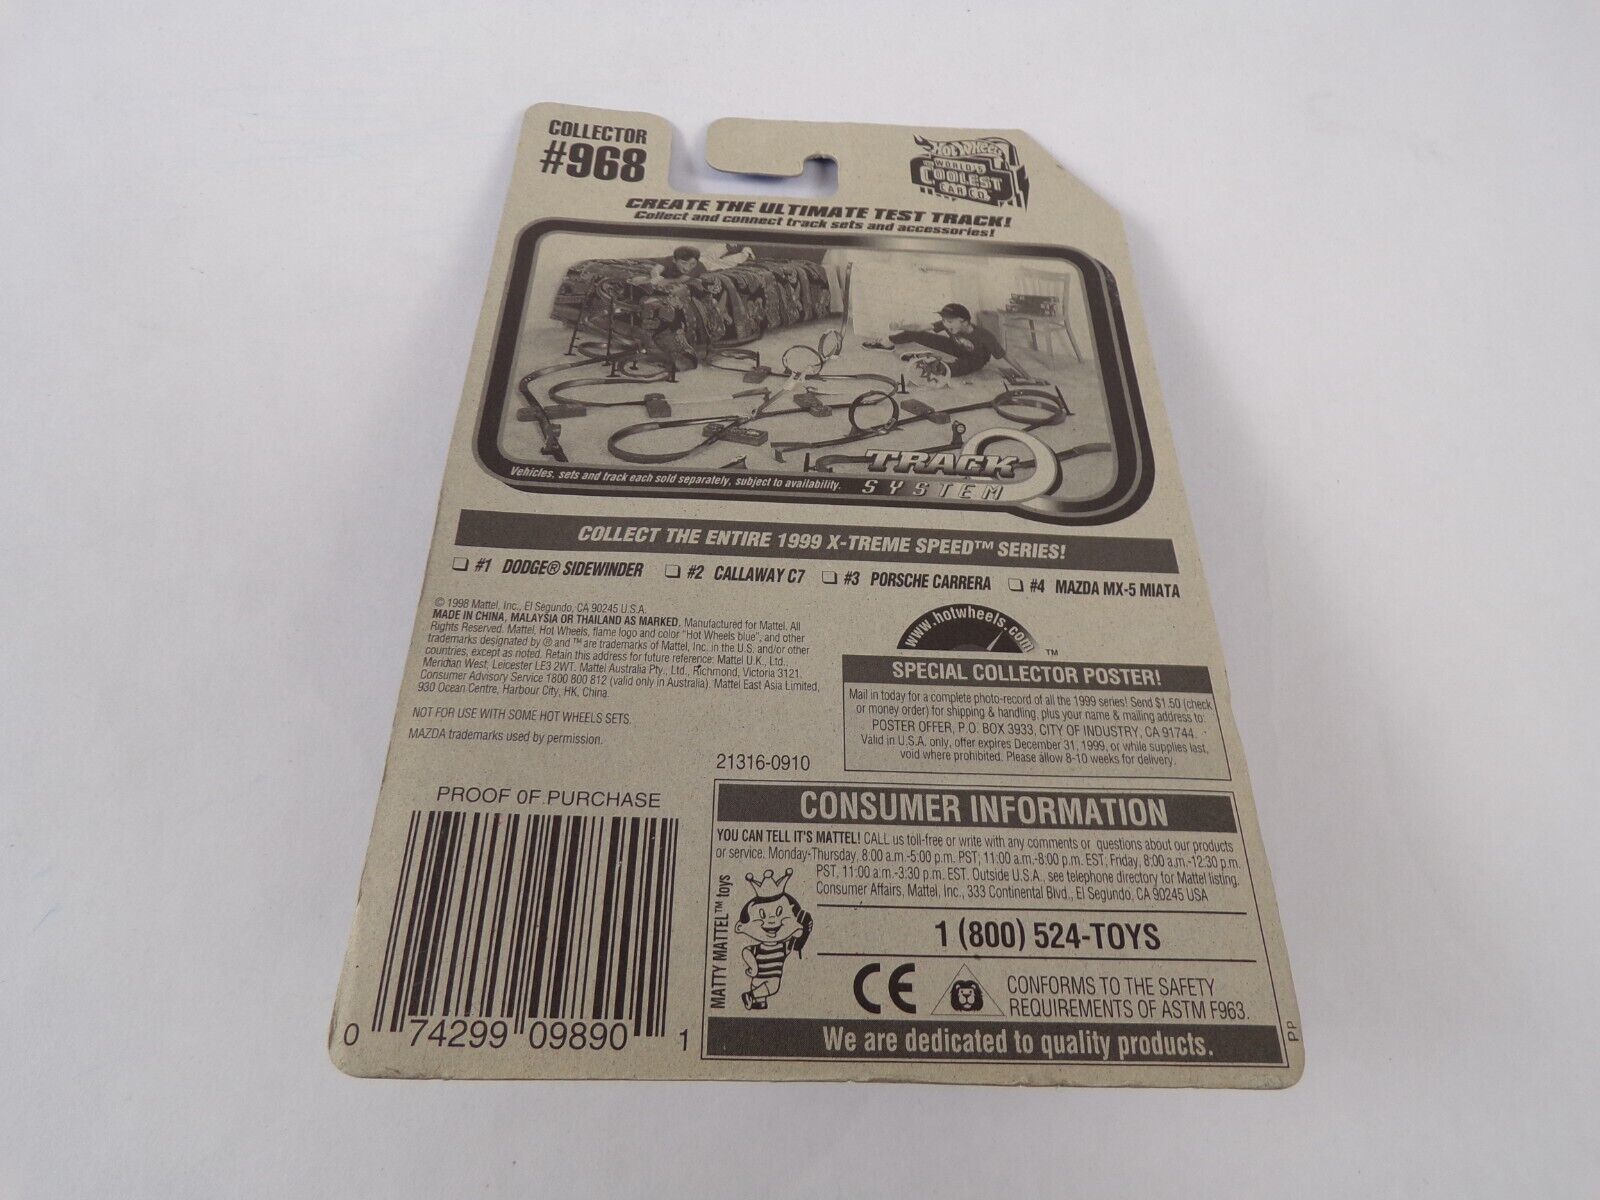 COLLECTOR
#968
Hot Wheels
WORLD'S
COOLEST
CAR CO.
CREATE THE ULTIMATE TEST TRACK!
Collect and connect track sets and accessories!
Vehicles, sets and track each sold separately, subject to availability.
TRACK
SYSTEM
COLLECT THE ENTIRE 1999 X-TREME SPEED™ SERIES!
#1 DODGE® SIDEWINDER
#2 CALLAWAY C7
#3 PORSCHE CARRERA
#4 MAZDA MX-5 MIATA
© 1998 Mattel, Inc., El Segundo, CA 90245 U.S.A.
MADE IN CHINA, MALAYSIA OR THAILAND AS MARKED. Manufactured for Mattel. All
Rights Reserved. Mattel, Hot Wheels, flame logo and color "Hot Wheels blue", and other
trademarks designated by ® and ™ are trademarks of Mattel, Inc. in the U.S. and/or other
countries, except as noted. Retain this address for future reference: Mattel U.K., Ltd.,
Meridian West, Leicester LE3 2WT. Mattel Australia Pty., Ltd., Richmond, Victoria 3121.
Consumer Advisory Service 1800 800 812 (valid only in Australia). Mattel East Asia Limited,
930 Ocean Centre, Harbour City, HK, China.
NOT FOR USE WITH SOME HOT WHEELS SETS.
MAZDA trademarks used by permission.
www.hotwheels.com
™
SPECIAL COLLECTOR POSTER!
Mail in today for a complete photo-record of all the 1999 series! Send $1.50 (check
or money order) for shipping & handling, plus your name & mailing address to:
POSTER OFFER, P.O. BOX 3933, CITY OF INDUSTRY, CA 91744.
Valid in U.S.A. only, offer expires December 31, 1999, or while supplies last,
void where prohibited. Please allow 8-10 weeks for delivery.
21316-0910
PROOF OF PURCHASE
0 74299 09890 1
CONSUMER INFORMATION
YOU CAN TELL IT'S MATTEL! CALL us toll-free or write with any comments or questions about our products
or service. Monday-Thursday, 8:00 a.m.-5:00 p.m. PST; 11:00 a.m.-8:00 p.m. EST; Friday, 8:00 a.m.-12:30 p.m.
PST, 11:00 a.m.-3:30 p.m. EST. Outside U.S.A., see telephone directory for Mattel listing.
Consumer Affairs, Mattel, Inc., 333 Continental Blvd., El Segundo, CA 90245 USA
MATTY MATTEL™ toys
1 (800) 524-TOYS
CE
CONFORMS TO THE SAFETY
REQUIREMENTS OF ASTM F963.
We are dedicated to quality products.
PP